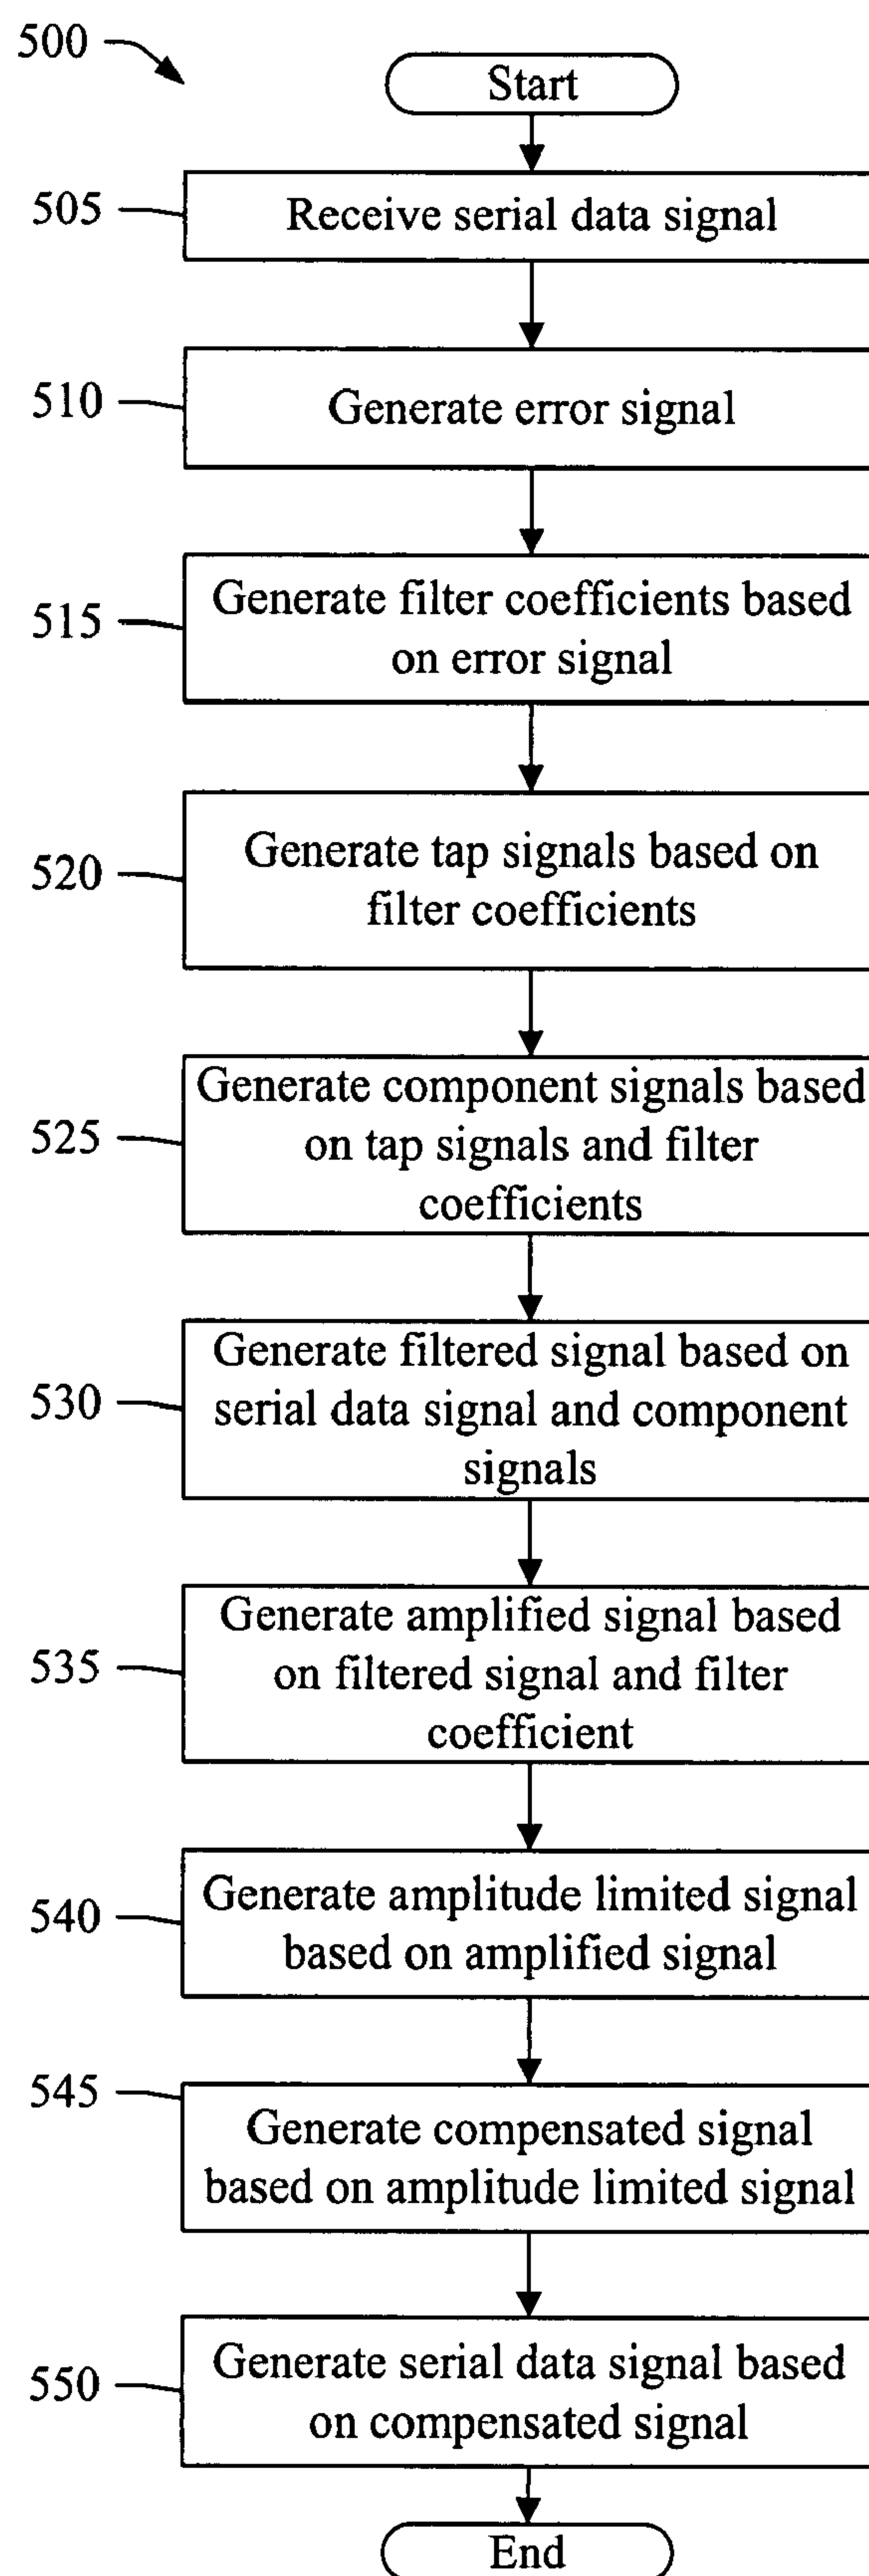 500
Start
505
Receive serial data signal
510
Generate error signal
515
Generate filter coefficients based
on error signal
520
Generate tap signals based on
filter coefficients
525
Generate component signals based
on tap signals and filter
coefficients
530
Generate filtered signal based on
serial data signal and component
signals
535
Generate amplified signal based
on filtered signal and filter
coefficient
540
Generate amplitude limited signal
based on amplified signal
545
Generate compensated signal
based on amplitude limited signal
550
Generate serial data signal based
on compensated signal
End